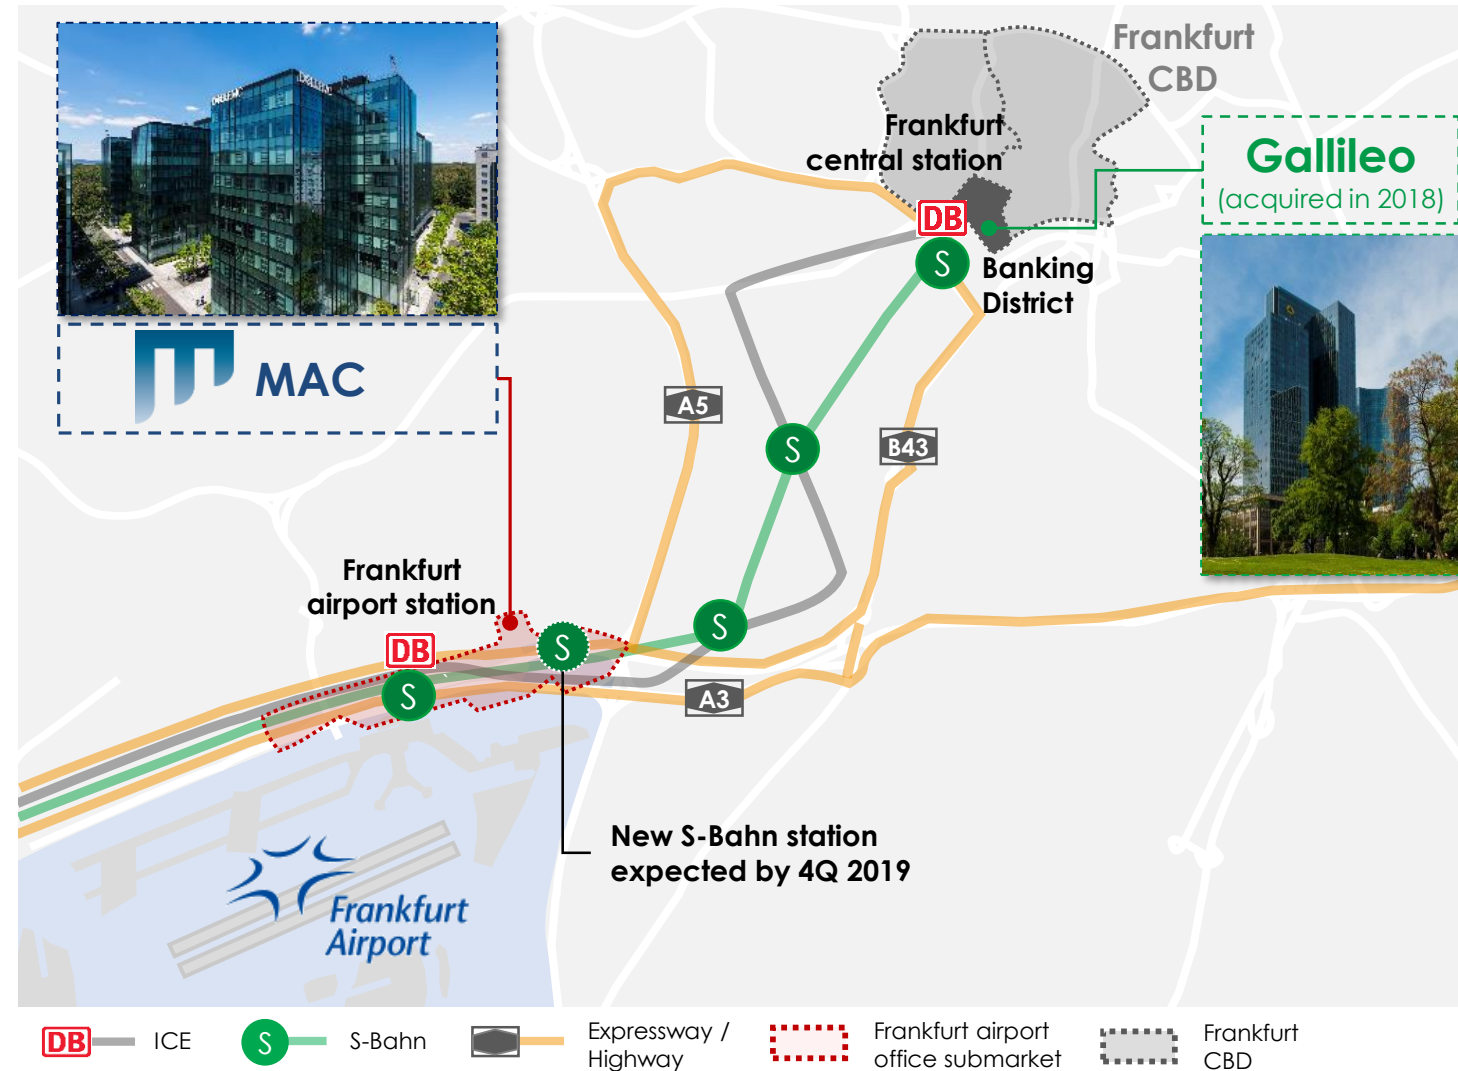 Frankfurt
CBD
Frankfurt
central station
Gallileo
(acquired in 2018)
DB
S
Banking
District
MAC
A5
S
B43
Frankfurt
airport station
S
S
DB
S
A3
New S-Bahn station
expected by 4Q 2019
Frankfurt
Airport
DB
ICE
S
S-Bahn
Expressway /
Highway
Frankfurt airport
office submarket
Frankfurt
CBD